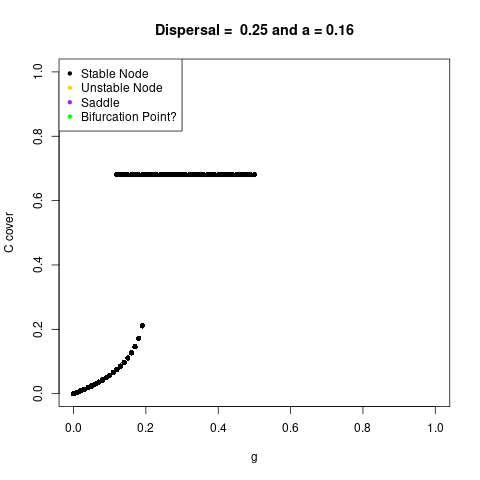 Dispersal =  0.25 and a = 0.16
Stable Node
Unstable Node
Saddle
Bifurcation Point?
C cover
1.0
0.8
0.6
0.4
0.2
0.0
0.0 0.2 0.4 0.6 0.8 1.0
g